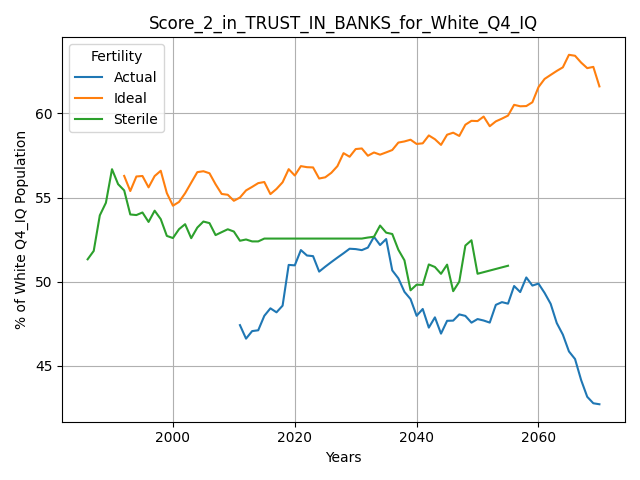 Score_2_in_TRUST_IN_BANKS_for_White_Q4_IQ
Fertility
Actual
Ideal
Sterile
% of White Q4_IQ Population
60
55
50
45
2000
2020
2040
2060
Years